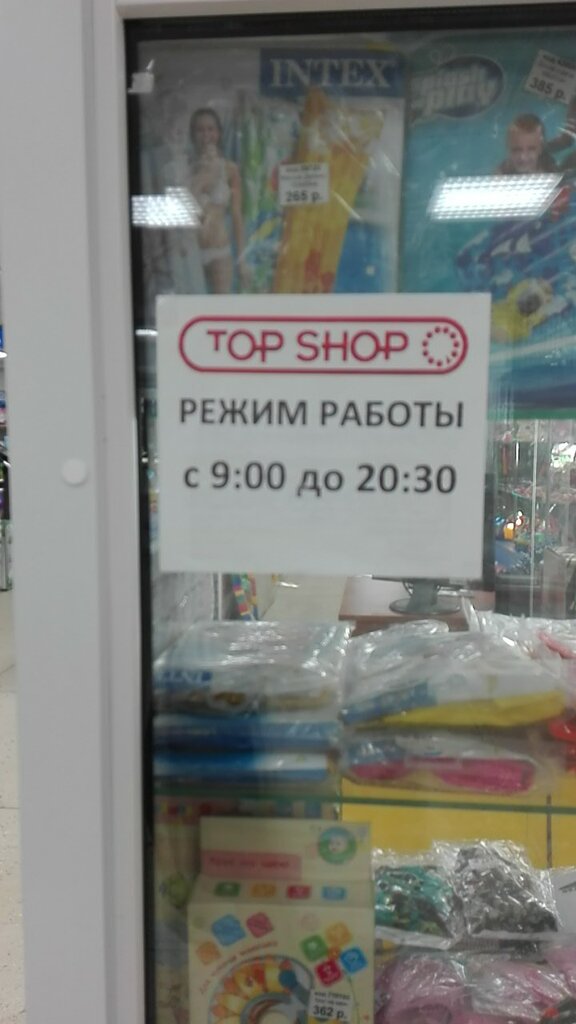 INTEX
385 р.
265 р.
TOP SHOP
РЕЖИМ РАБОТЫ
с 9:00 до 20:30
362 р.